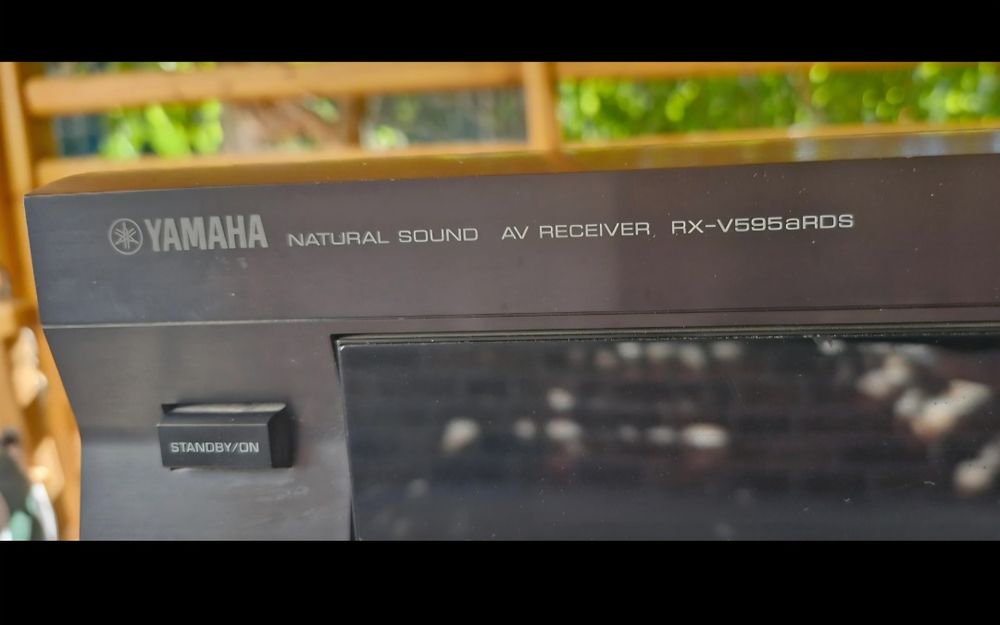 YAMAHA NATURAL SOUND AV RECEIVER RX-V595aRDS
STANDBY/ON